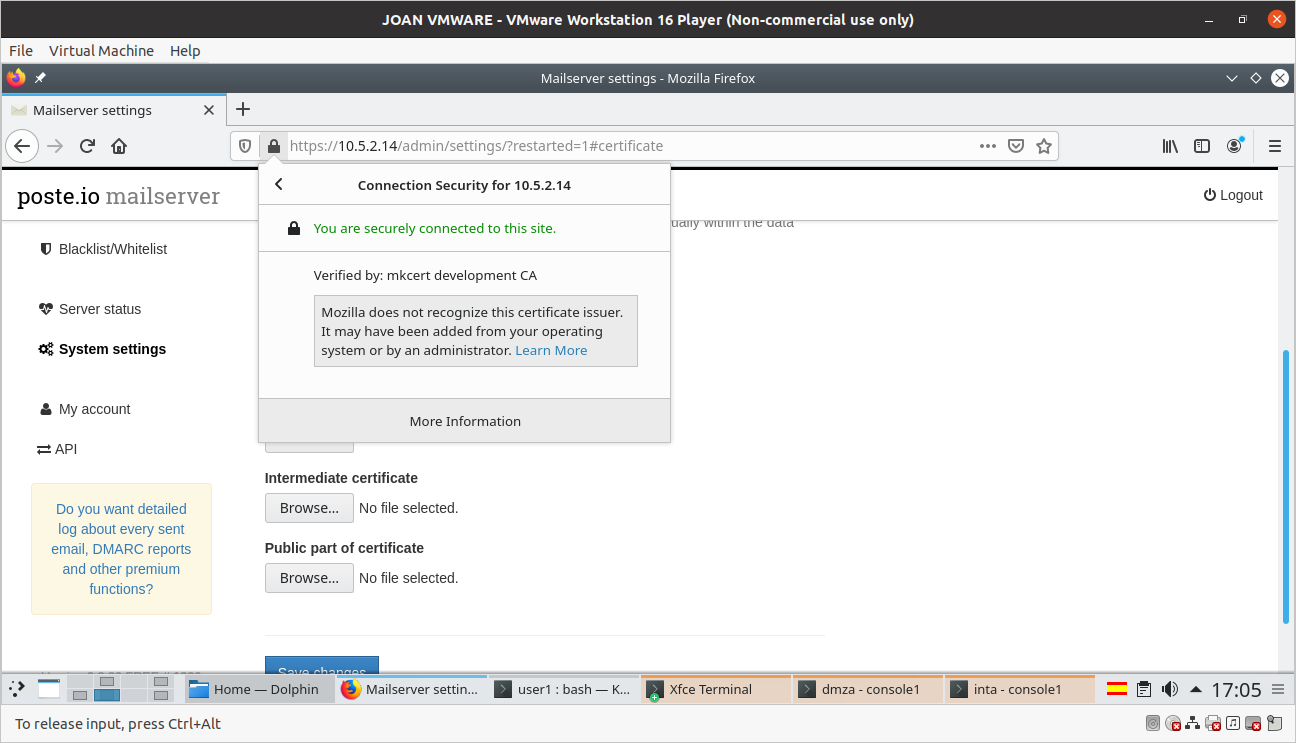 JOAN VMWARE - VMware Workstation 16 Player (Non-commercial use only)
File Virtual Machine Help
Mailserver settings - Mozilla Firefox
Mailserver settings
https://10.5.2.14/admin/settings/?restarted=1#certificate
Connection Security for 10.5.2.14
You are securely connected to this site.
Verified by: mkcert development CA
Mozilla does not recognize this certificate issuer.
It may have been added from your operating
system or by an administrator. Learn More
More Information
poste.io mailserver
Logout
within the data
Blacklist/Whitelist
Server status
System settings
My account
API
Do you want detailed
log about every sent
email, DMARC reports
and other premium
functions?
Intermediate certificate
Browse... No file selected.
Public part of certificate
Browse... No file selected.
Save changes
Home — Dolphin
Mailserver settin...
user1 : bash — K...
Xfce Terminal
dmza - console1
inta - console1
17:05
To release input, press Ctrl+Alt